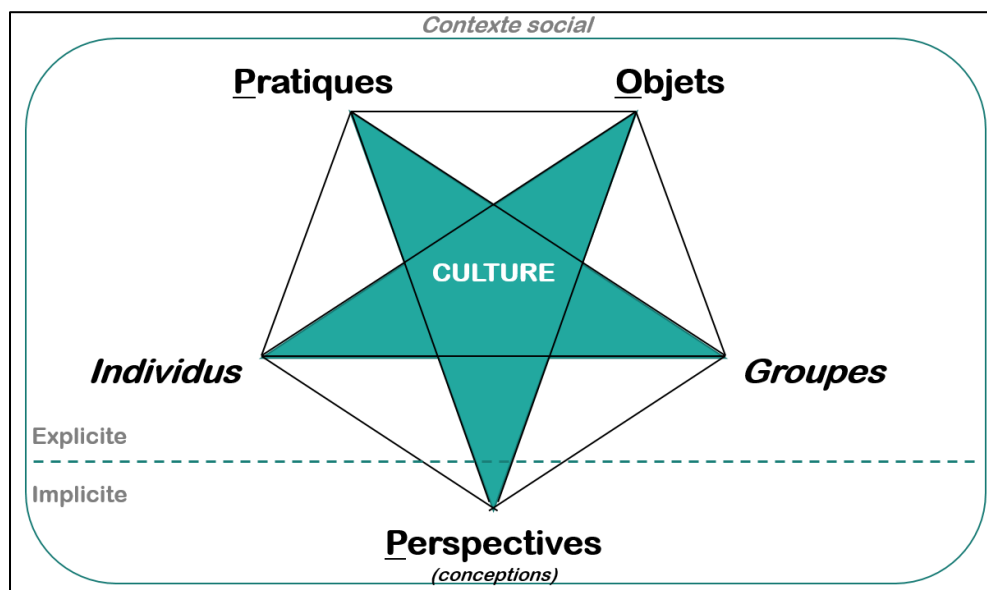 Contexte social
Pratiques Objets
CULTURE
Individus Groupes
Explicite
Implicite
Perspectives
(conceptions)